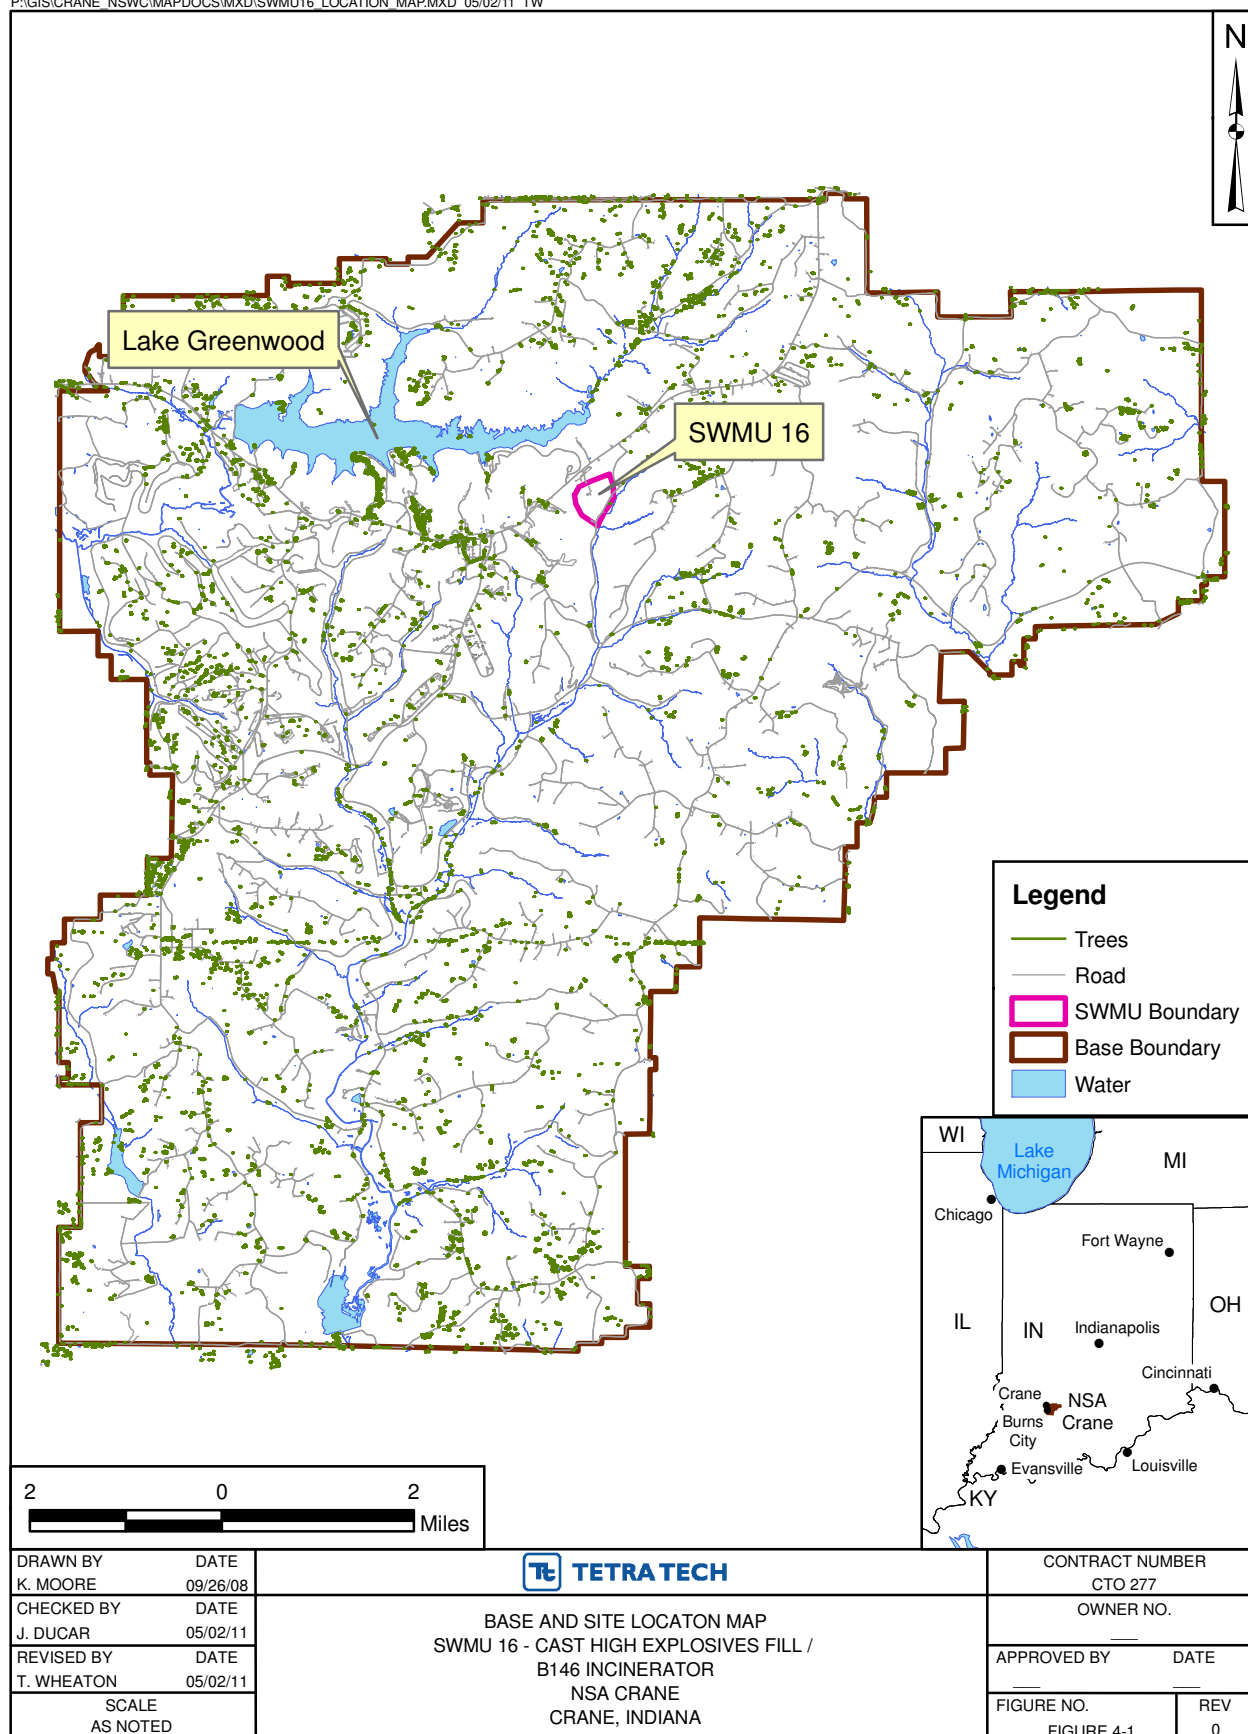 P:\GIS\CRANE_NSWC\MAPDOCS\MXD\SWMU16_LOCATION_MAP.MXD 05/02/11 TW
N
Lake Greenwood
SWMU 16
Legend
Trees
Road
SWMU Boundary
Base Boundary
Water
WI
Lake
Michigan
MI
Chicago
Fort Wayne
OH
IL
IN
Indianapolis
Cincinnati
Crane
NSA
Crane
Burns
City
Evansville
Louisville
KY
2 0 2
Miles
DRAWN BY DATE
K. MOORE 09/26/08
CHECKED BY DATE
J. DUCAR 05/02/11
REVISED BY DATE
T. WHEATON 05/02/11
SCALE
AS NOTED
Tt TETRA TECH
BASE AND SITE LOCATON MAP
SWMU 16 - CAST HIGH EXPLOSIVES FILL /
B146 INCINERATOR
NSA CRANE
CRANE, INDIANA
CONTRACT NUMBER
CTO 277
OWNER NO.
___
APPROVED BY DATE
___ ___
FIGURE NO. REV
FIGURE 4-1 0